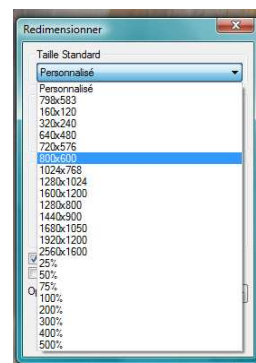 Redimensionner
Taille Standard
Personnalisé
Personnalisé
798x583
160x120
320x240
640x480
720x576
800x600
1024x768
1280x1024
1600x1200
1280x800
1440x900
1680x1050
1920x1200
2560x1600
25%
50%
75%
100%
200%
300%
400%
500%